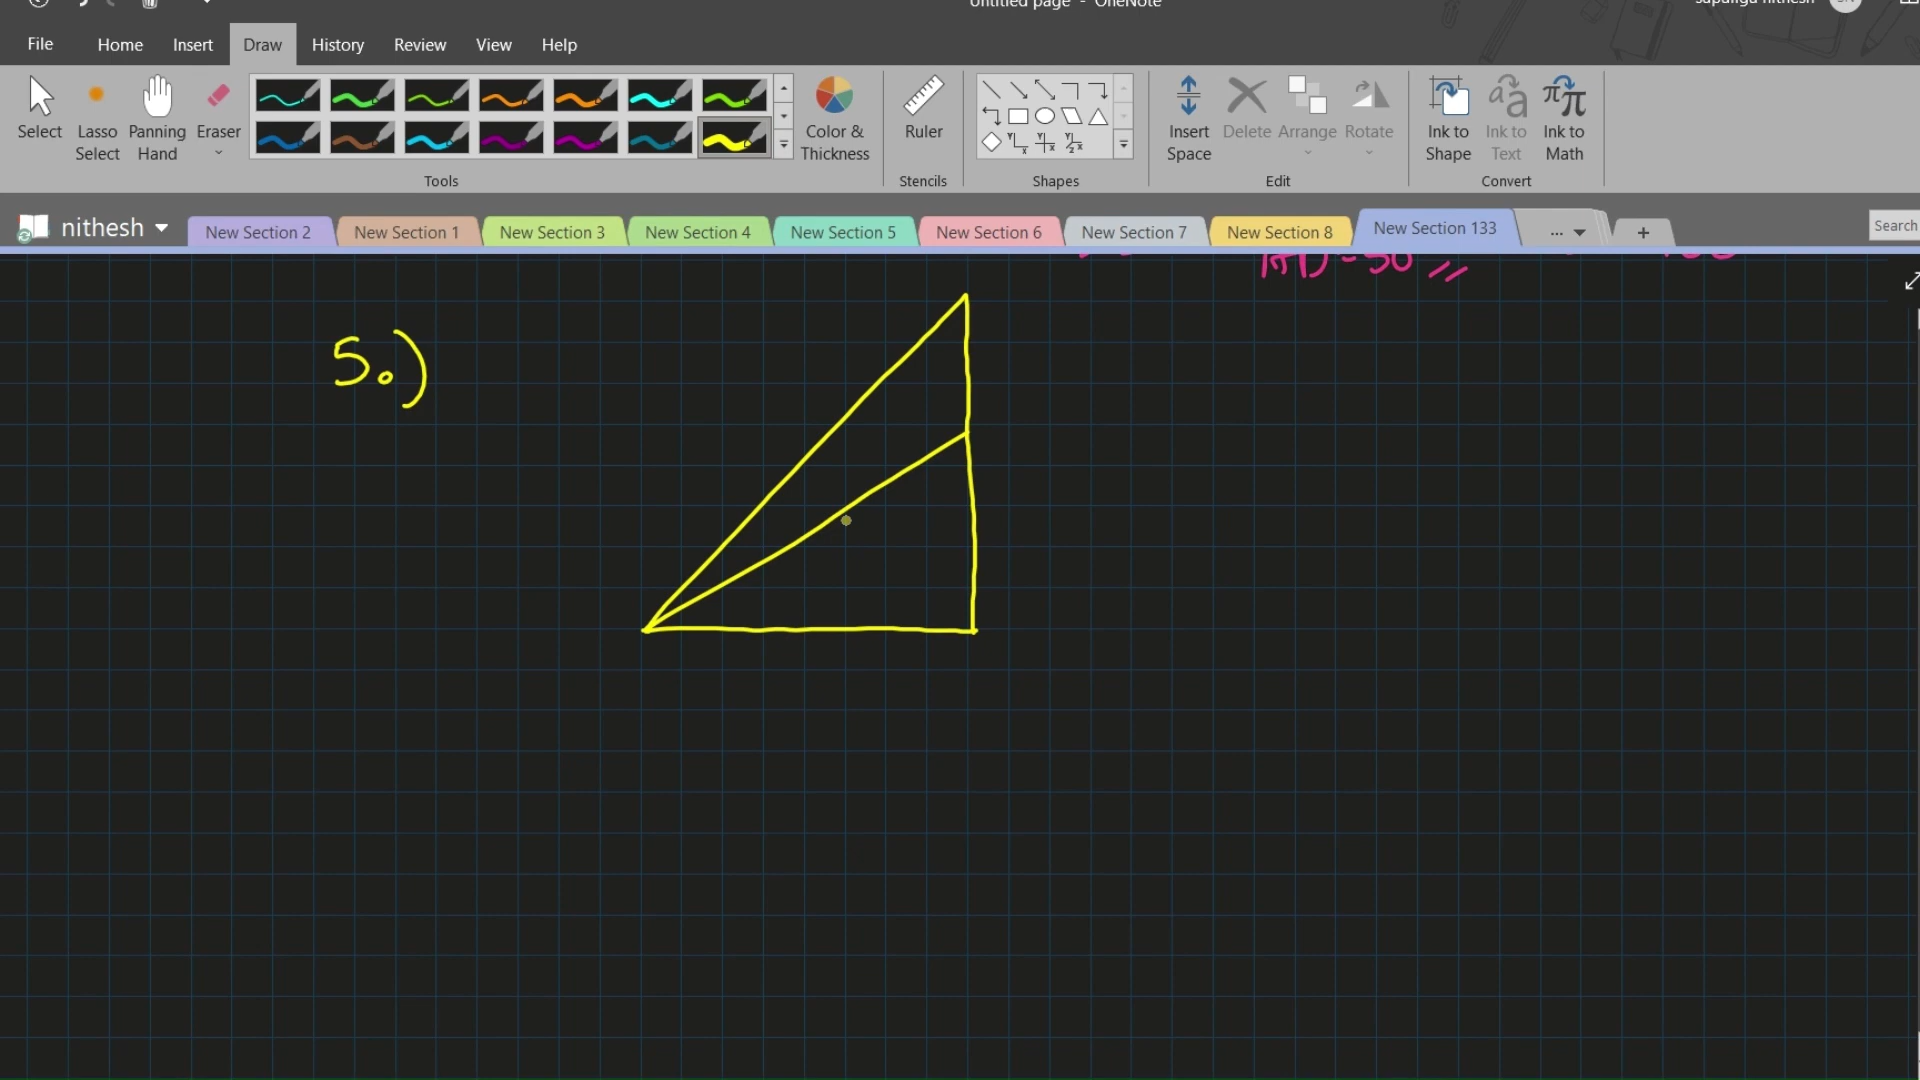 Untitled page - OneNote
File Home Insert Draw History Review View Help
Select
Lasso Select
Panning Hand
Eraser
Color & Thickness
Ruler
Insert Space
Delete
Arrange
Rotate
Ink to Shape
Ink to Text
Ink to Math
Tools Stencils Shapes Edit Convert
nithesh New Section 2 New Section 1 New Section 3 New Section 4 New Section 5 New Section 6 New Section 7 New Section 8 New Section 133 ... + Search
5.)